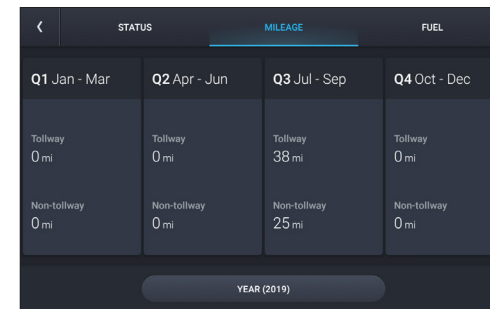 STATUS MILEAGE FUEL
Q1 Jan - Mar Q2 Apr - Jun Q3 Jul - Sep Q4 Oct - Dec
Tollway Tollway Tollway Tollway
0 mi 0 mi 38 mi 0 mi
Non-tollway Non-tollway Non-tollway Non-tollway
0 mi 0 mi 25 mi 0 mi
YEAR (2019)